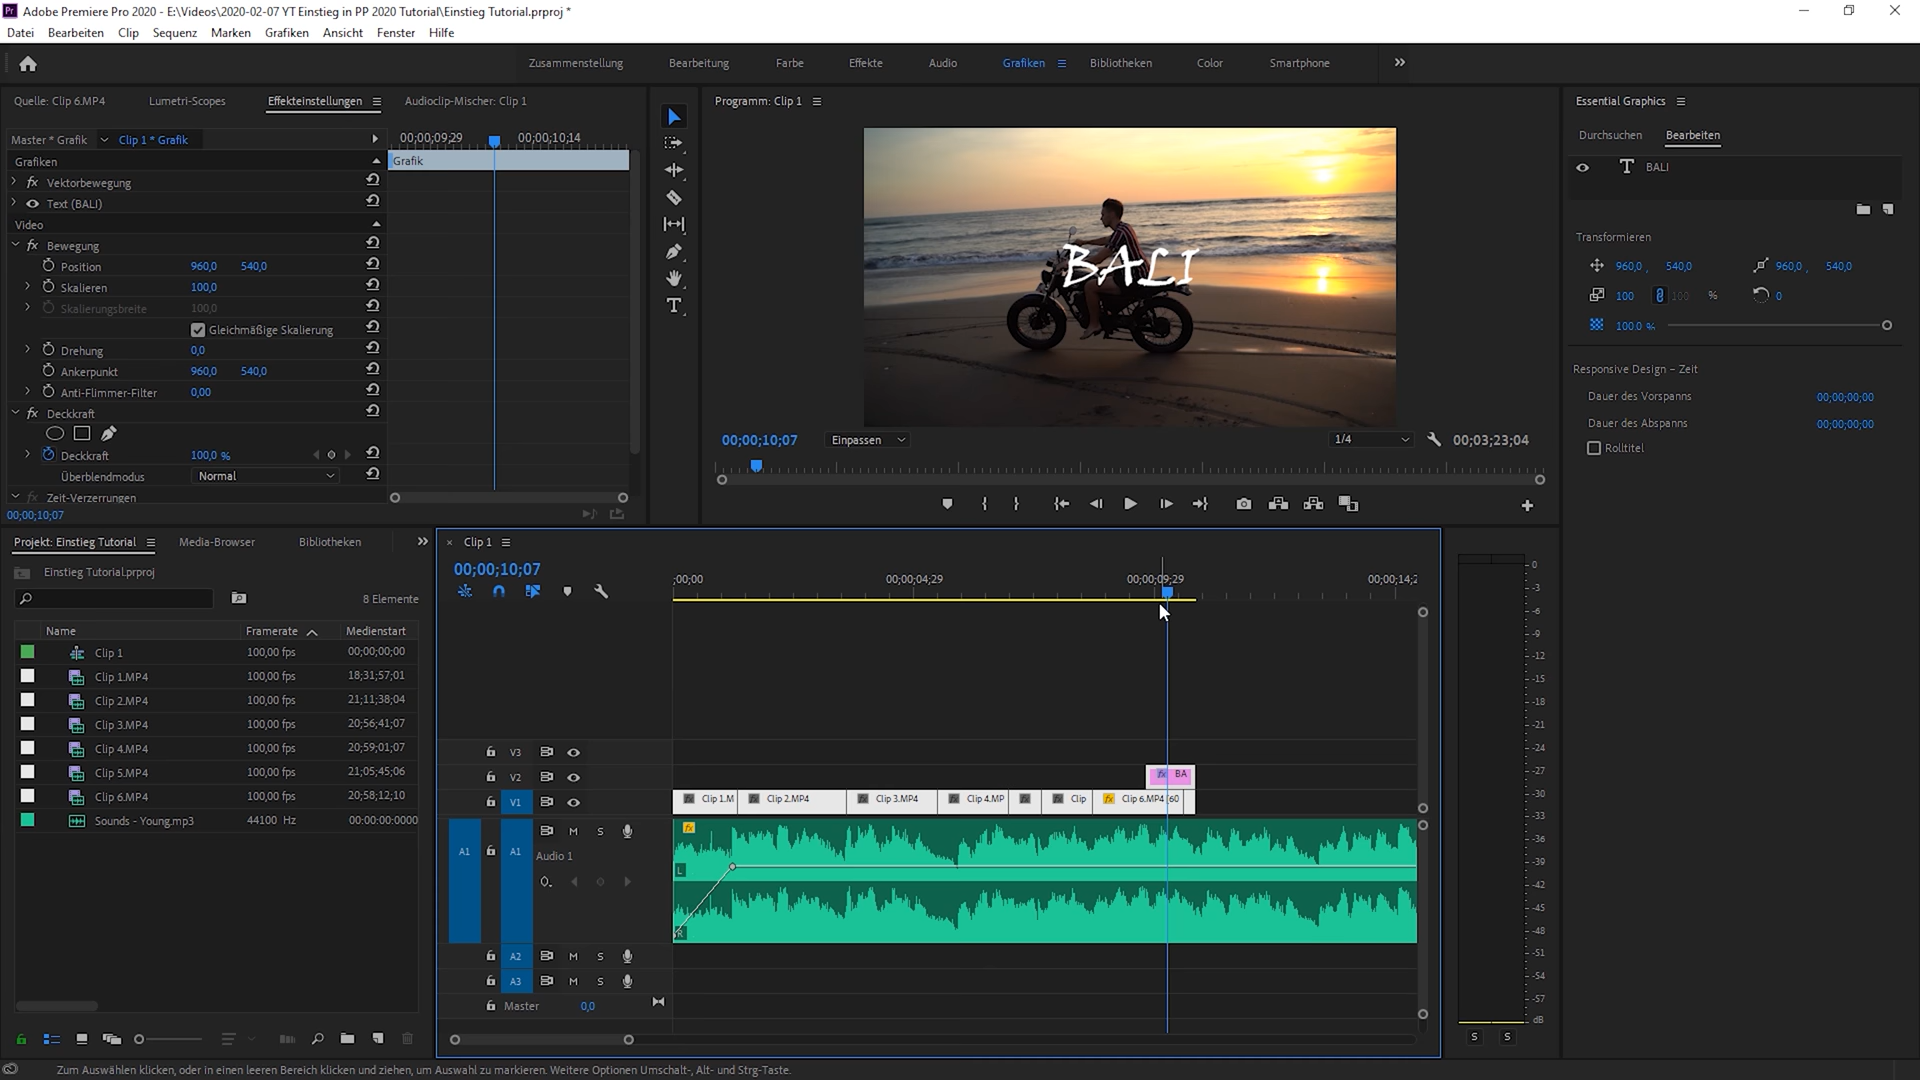 Adobe Premiere Pro 2020 - E:\Videos\2020-02-07 YT Einstieg in PP 2020 Tutorial\Einstieg Tutorial.prproj *
Datei Bearbeiten Clip Sequenz Marken Grafiken Ansicht Fenster Hilfe
Zusammenstellung Bearbeitung Farbe Effekte Audio Grafiken Bibliotheken Color Smartphone
Quelle: Clip 6.MP4 Lumetri-Scopes Effekteinstellungen Audioclip-Mischer: Clip 1
Master * Grafik Clip 1 * Grafik
00;00;09;29 00;00;10;14
Grafiken
Grafik
Vektorbewegung
Text (BALI)
Video
Bewegung
Position 960,0 540,0
Skalieren 100,0
Skalierungsbreite 100,0
Gleichmäßige Skalierung
Drehung 0,0
Ankerpunkt 960,0 540,0
Anti-Flimmer-Filter 0,00
Deckkraft
Deckkraft 100,0 %
Überblendmodus Normal
Zeit-Verzerrungen
00;00;10;07
Programm: Clip 1
BALI
00;00;10;07 Einpassen 1/4 00;03;23;04
Essential Graphics
Durchsuchen Bearbeiten
BALI
Transformieren
960,0 , 540,0 960,0 , 540,0
100 100 % 0
100.0 %
Responsive Design – Zeit
Dauer des Vorspanns 00;00;00;00
Dauer des Abspanns 00;00;00;00
Rolltitel
Projekt: Einstieg Tutorial Media-Browser Bibliotheken
Einstieg Tutorial.prproj
8 Elemente
Name Framerate Medienstart
Clip 1 100,00 fps 00;00;00;00
Clip 1.MP4 100,00 fps 18;31;57;01
Clip 2.MP4 100,00 fps 21;11;38;04
Clip 3.MP4 100,00 fps 20;56;41;07
Clip 4.MP4 100,00 fps 20;59;01;07
Clip 5.MP4 100,00 fps 21;05;45;06
Clip 6.MP4 100,00 fps 20;58;12;10
Sounds - Young.mp3 44100 Hz 00:00:00:0000
Clip 1
00;00;10;07
;00;00 00;00;04;29 00;00;09;29 00;00;14;2
V3
V2 BA
V1 Clip 1.M Clip 2.MP4 Clip 3.MP4 Clip 4.MP Clip Clip 6.MP4 [60
A1 A1 M S
Audio 1
L
R
A2 M S
A3 M S
Master 0,0
0
-3
-6
-9
-12
-15
-18
-21
-24
-27
-30
-33
-36
-39
-42
-45
-48
-51
-54
-57
dB
S S
Zum Auswählen klicken, oder in einen leeren Bereich klicken und ziehen, um Auswahl zu markieren. Weitere Optionen Umschalt-, Alt- und Strg-Taste.